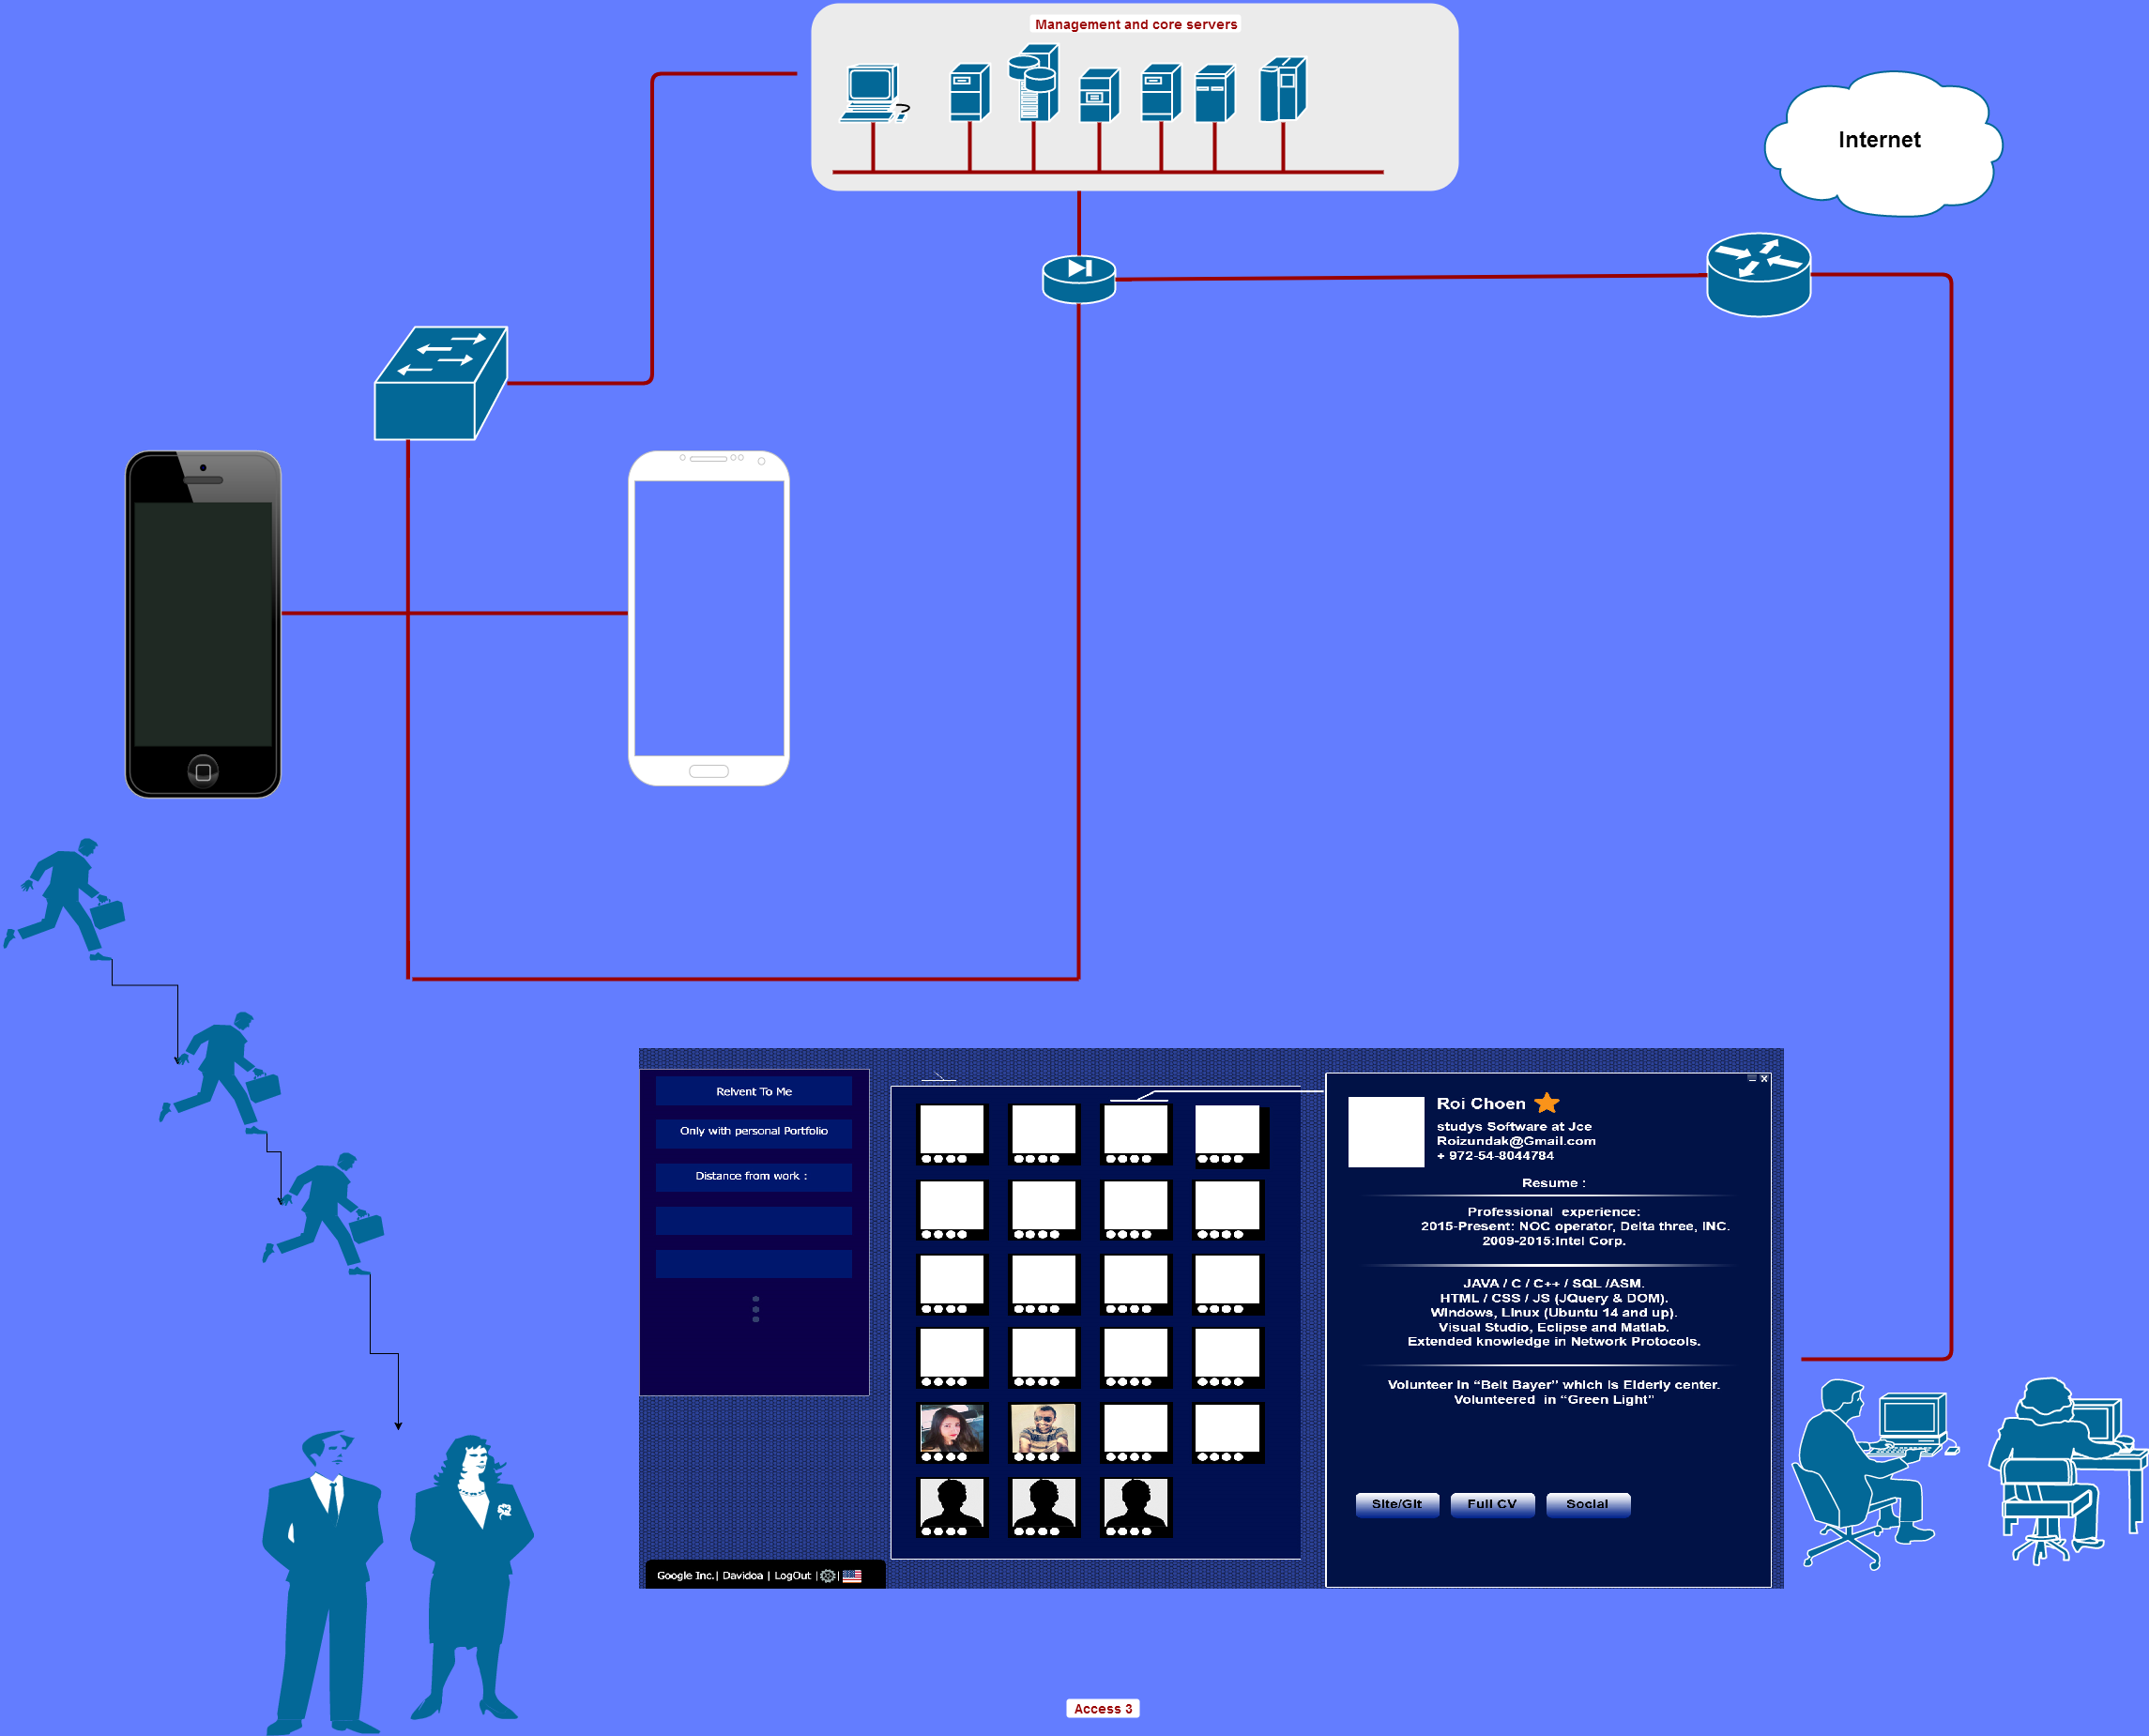 Management and core servers
Internet
Relvent To Me
Only with personal Portfolio
Distance from work :
Roi Choen
studys Software at Jce
Roizundak@Gmail.com
+ 972-54-8044784
Resume :
Professional experience:
2015-Present: NOC operator, Delta three, INC.
2009-2015:Intel Corp.
JAVA / C / C++ / SQL /ASM.
HTML / CSS / JS (JQuery & DOM).
Windows, Linux (Ubuntu 14 and up).
Visual Studio, Eclipse and Matlab.
Extended knowledge in Network Protocols.
Volunteer in “Beit Bayer” which is Elderly center.
Volunteered in “Green Light”
Site/Git Full CV Social
Google Inc.| Davidoa | LogOut | |
Access 3